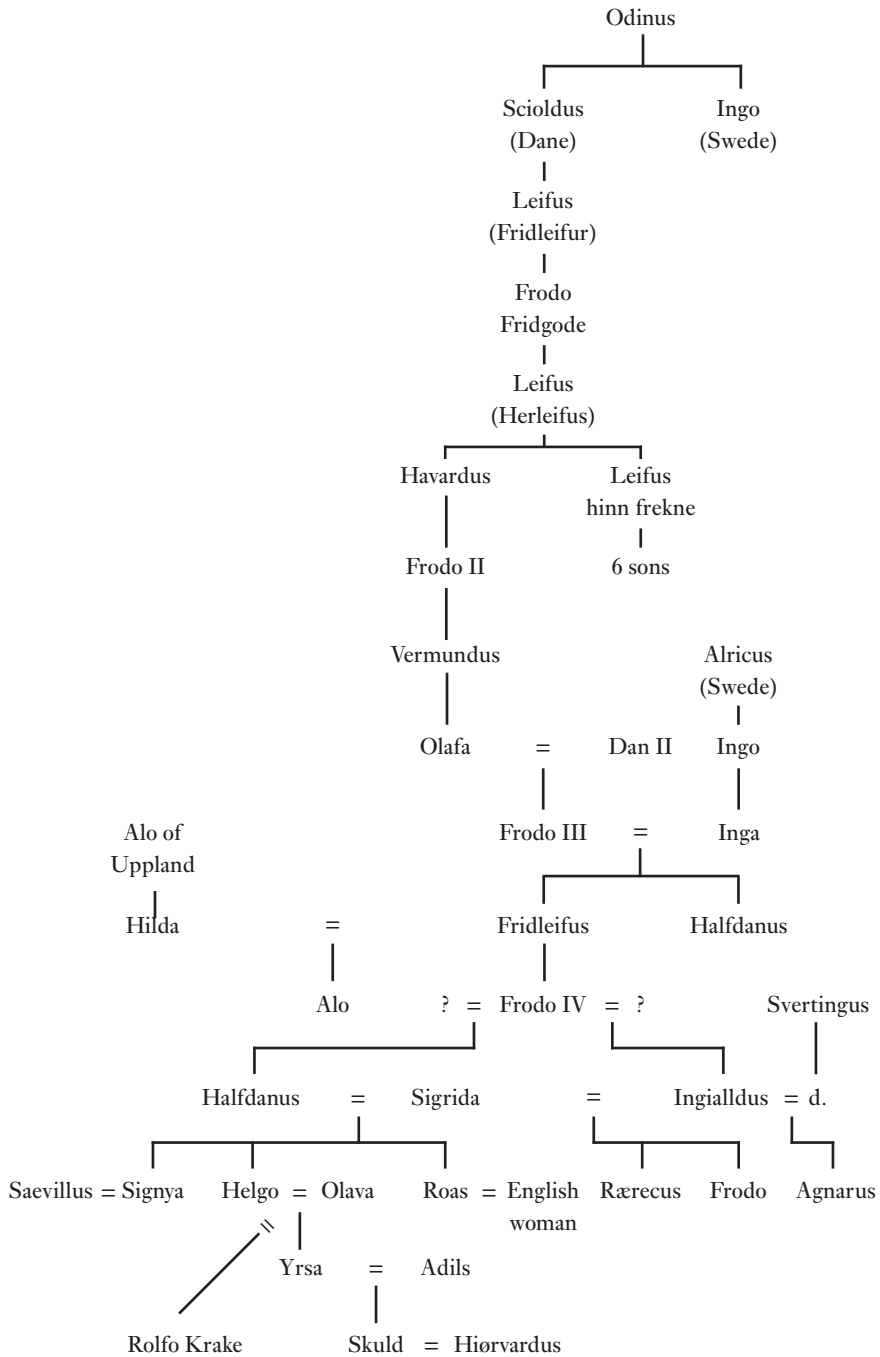 Odinus
Scioldus Ingo
(Dane) (Swede)
Leifus
(Fridleifur)
Frodo
Fridgode
Leifus
(Herleifus)
Havardus Leifus
hinn frekne
Frodo II 6 sons
Vermundus Alricus
(Swede)
Olafa = Dan II Ingo
Alo of Frodo III = Inga
Uppland
Hilda = Fridleifus Halfdanus
Alo ? = Frodo IV = ? Svertingus
Halfdanus = Sigrida = Ingialldus = d.
Saevillus = Signya Helgo = Olava Roas = English Rærecus Frodo Agnarus
woman
=
Yrsa = Adils
Rolfo Krake Skuld = Hiørvardus